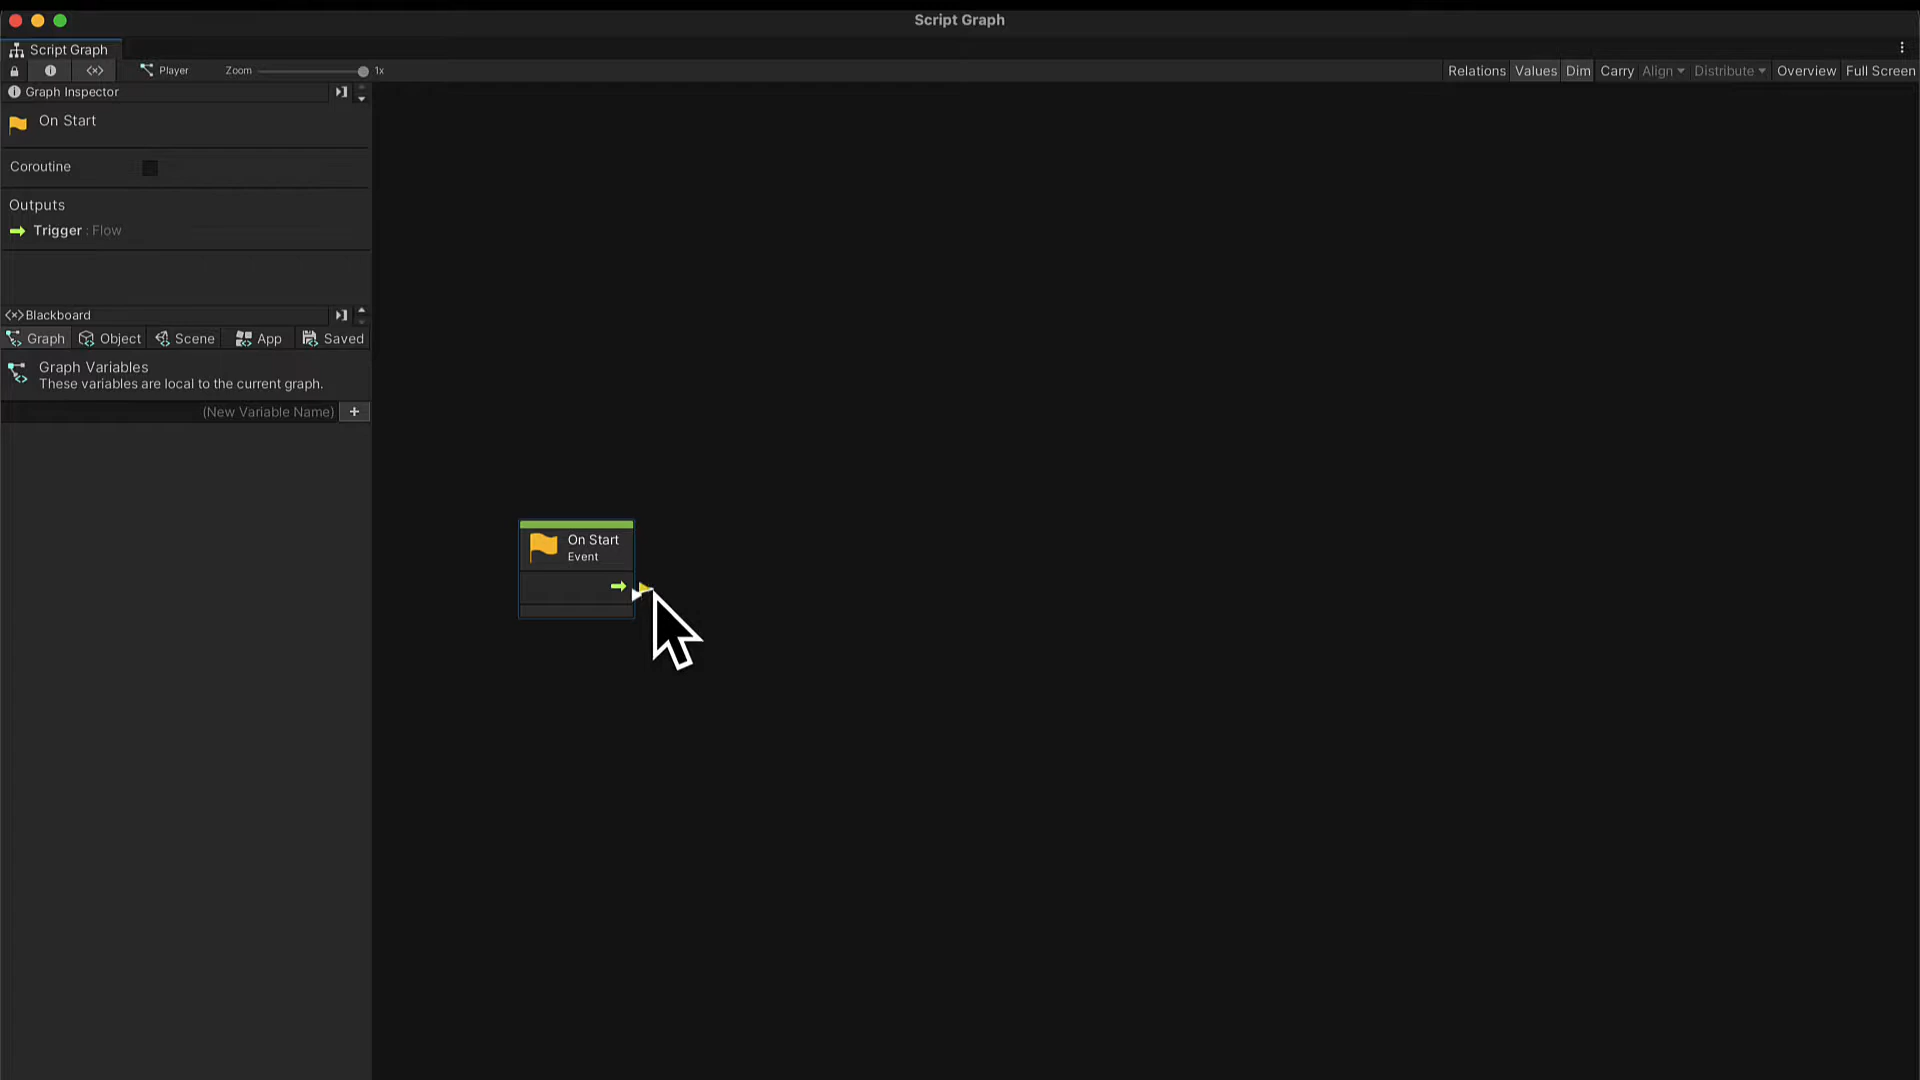 Script Graph
Script Graph
Player
Zoom
1x
Relations
Values
Dim
Carry
Align
Distribute
Overview
Full Screen
Graph Inspector
On Start
Coroutine
Outputs
Trigger : Flow
Blackboard
Graph
Object
Scene
App
Saved
Graph Variables
These variables are local to the current graph.
(New Variable Name)
On Start
Event